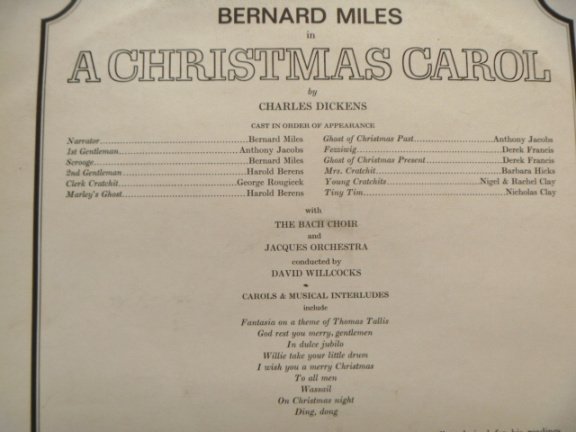 BERNARD MILES
in
A CHRISTMAS CAROL
by
CHARLES DICKENS
CAST IN ORDER OF APPEARANCE
Narrator Bernard Miles
1st Gentleman Anthony Jacobs
Scrooge Bernard Miles
2nd Gentleman Harold Berens
Clerk Cratchit George Rougicek
Marley's Ghost Harold Berens
Ghost of Christmas Past Anthony Jacobs
Fezziwig Derek Francis
Ghost of Christmas Present Derek Francis
Mrs. Cratchit Barbara Hicks
Young Cratchits Nigel & Rachel Clay
Tiny Tim Nicholas Clay
with
THE BACH CHOIR
and
JACQUES ORCHESTRA
conducted by
DAVID WILLCOCKS
CAROLS & MUSICAL INTERLUDES
include
Fantasia on a theme of Thomas Tallis
God rest you merry, gentlemen
In dulce jubilo
Willie take your little drum
I wish you a merry Christmas
To all men
Wassail
On Christmas night
Ding, dong